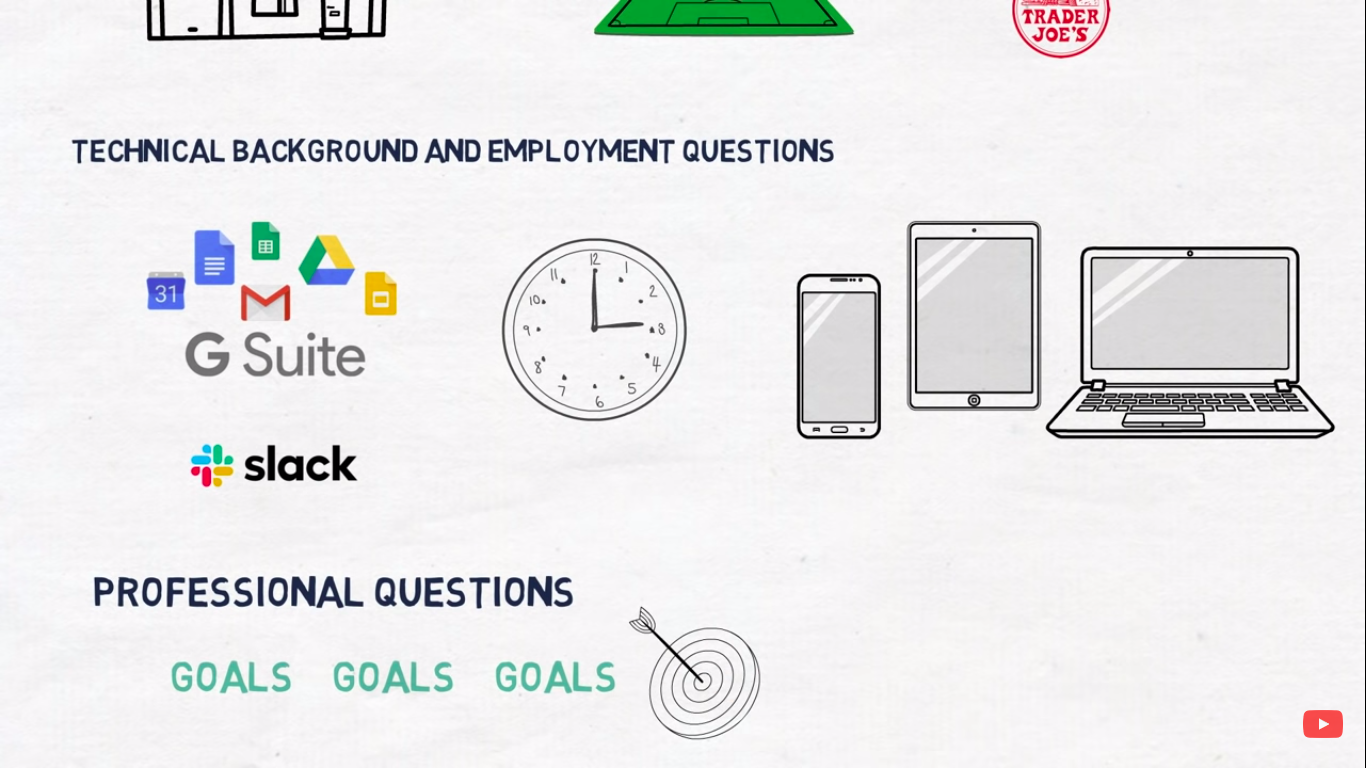 TRADER
JOE'S
TECHNICAL BACKGROUND AND EMPLOYMENT QUESTIONS
31
G Suite
12
1
2
3
4
5
6
7
8
9
10
11
slack
PROFESSIONAL QUESTIONS
GOALS GOALS GOALS